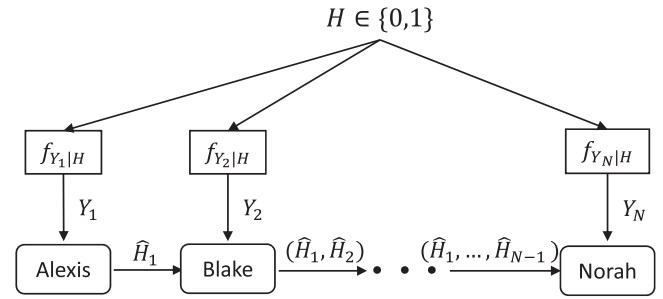 H ∈ {0,1}
f_{Y_1|H} f_{Y_2|H} f_{Y_N|H}
Y_1 Y_2 Y_N
Ĥ_1 (Ĥ_1, Ĥ_2) (Ĥ_1, …, Ĥ_{N−1})
Alexis Blake • • • Norah